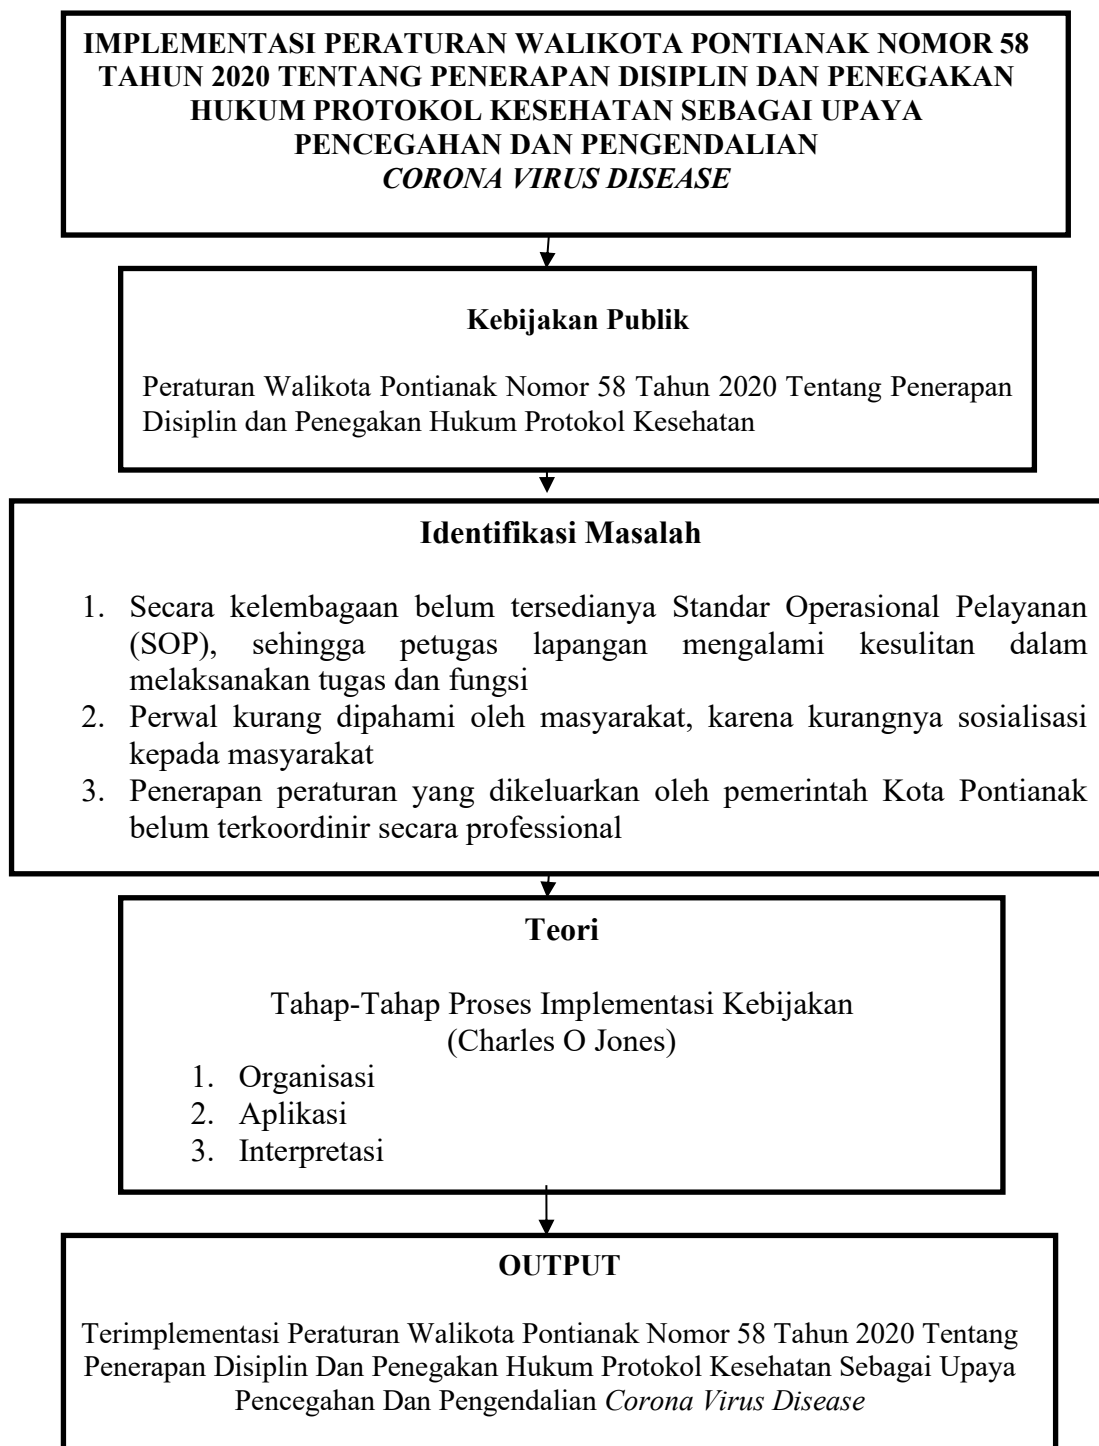 IMPLEMENTASI PERATURAN WALIKOTA PONTIANAK NOMOR 58
TAHUN 2020 TENTANG PENERAPAN DISIPLIN DAN PENEGAKAN
HUKUM PROTOKOL KESEHATAN SEBAGAI UPAYA
PENCEGAHAN DAN PENGENDALIAN
CORONA VIRUS DISEASE
Kebijakan Publik
Peraturan Walikota Pontianak Nomor 58 Tahun 2020 Tentang Penerapan
Disiplin dan Penegakan Hukum Protokol Kesehatan
Identifikasi Masalah
1. Secara kelembagaan belum tersedianya Standar Operasional Pelayanan
(SOP), sehingga petugas lapangan mengalami kesulitan dalam
melaksanakan tugas dan fungsi
2. Perwal kurang dipahami oleh masyarakat, karena kurangnya sosialisasi
kepada masyarakat
3. Penerapan peraturan yang dikeluarkan oleh pemerintah Kota Pontianak
belum terkoordinir secara professional
Teori
Tahap-Tahap Proses Implementasi Kebijakan
(Charles O Jones)
1. Organisasi
2. Aplikasi
3. Interpretasi
OUTPUT
Terimplementasi Peraturan Walikota Pontianak Nomor 58 Tahun 2020 Tentang
Penerapan Disiplin Dan Penegakan Hukum Protokol Kesehatan Sebagai Upaya
Pencegahan Dan Pengendalian Corona Virus Disease